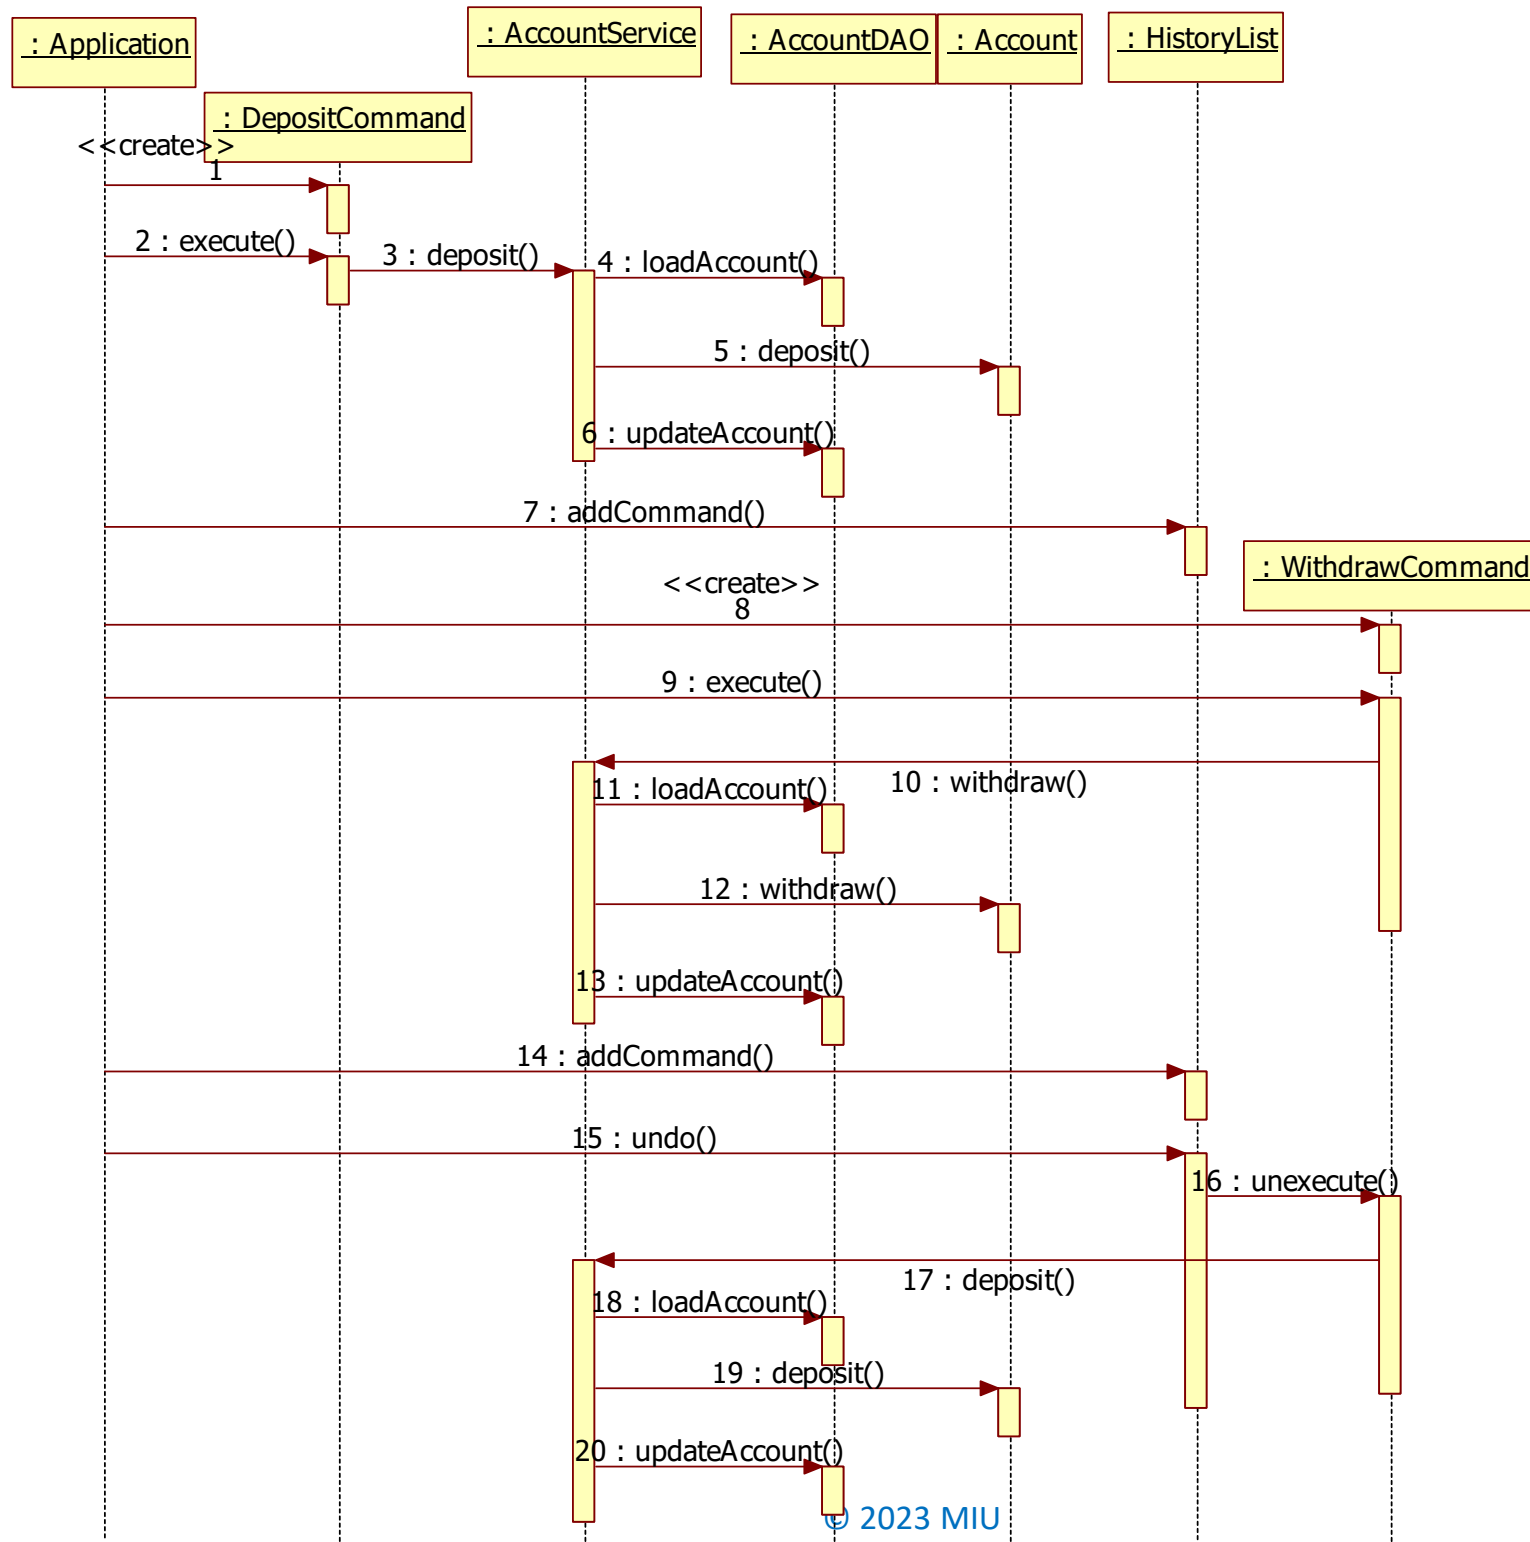 : Application
: AccountService
: AccountDAO
: Account
: HistoryList
: DepositCommand
<<create>>
1
2 : execute()
3 : deposit()
4 : loadAccount()
5 : deposit()
6 : updateAccount()
7 : addCommand()
: WithdrawCommand
<<create>>
8
9 : execute()
10 : withdraw()
11 : loadAccount()
12 : withdraw()
13 : updateAccount()
14 : addCommand()
15 : undo()
16 : unexecute()
17 : deposit()
18 : loadAccount()
19 : deposit()
20 : updateAccount()
© 2023 MIU